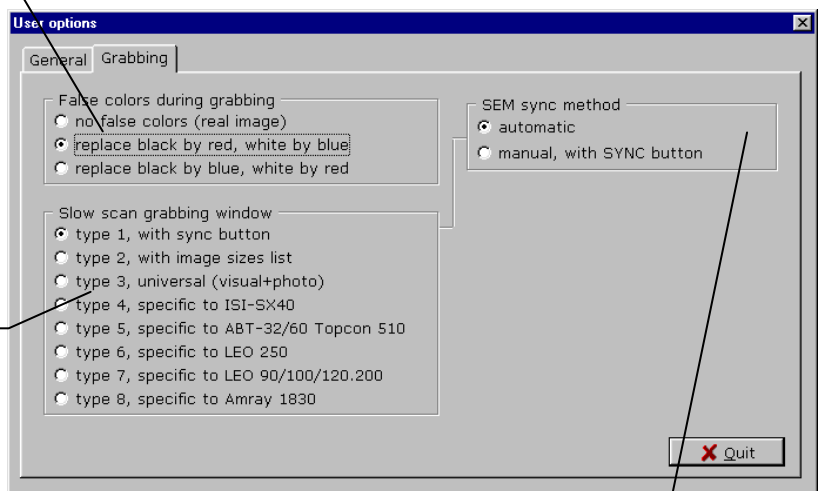 User options
General
Grabbing
False colors during grabbing
no false colors (real image)
replace black by red, white by blue
replace black by blue, white by red
SEM sync method
automatic
manual, with SYNC button
Slow scan grabbing window
type 1, with sync button
type 2, with image sizes list
type 3, universal (visual+photo)
type 4, specific to ISI-SX40
type 5, specific to ABT-32/60 Topcon 510
type 6, specific to LEO 250
type 7, specific to LEO 90/100/120.200
type 8, specific to Amray 1830
Quit